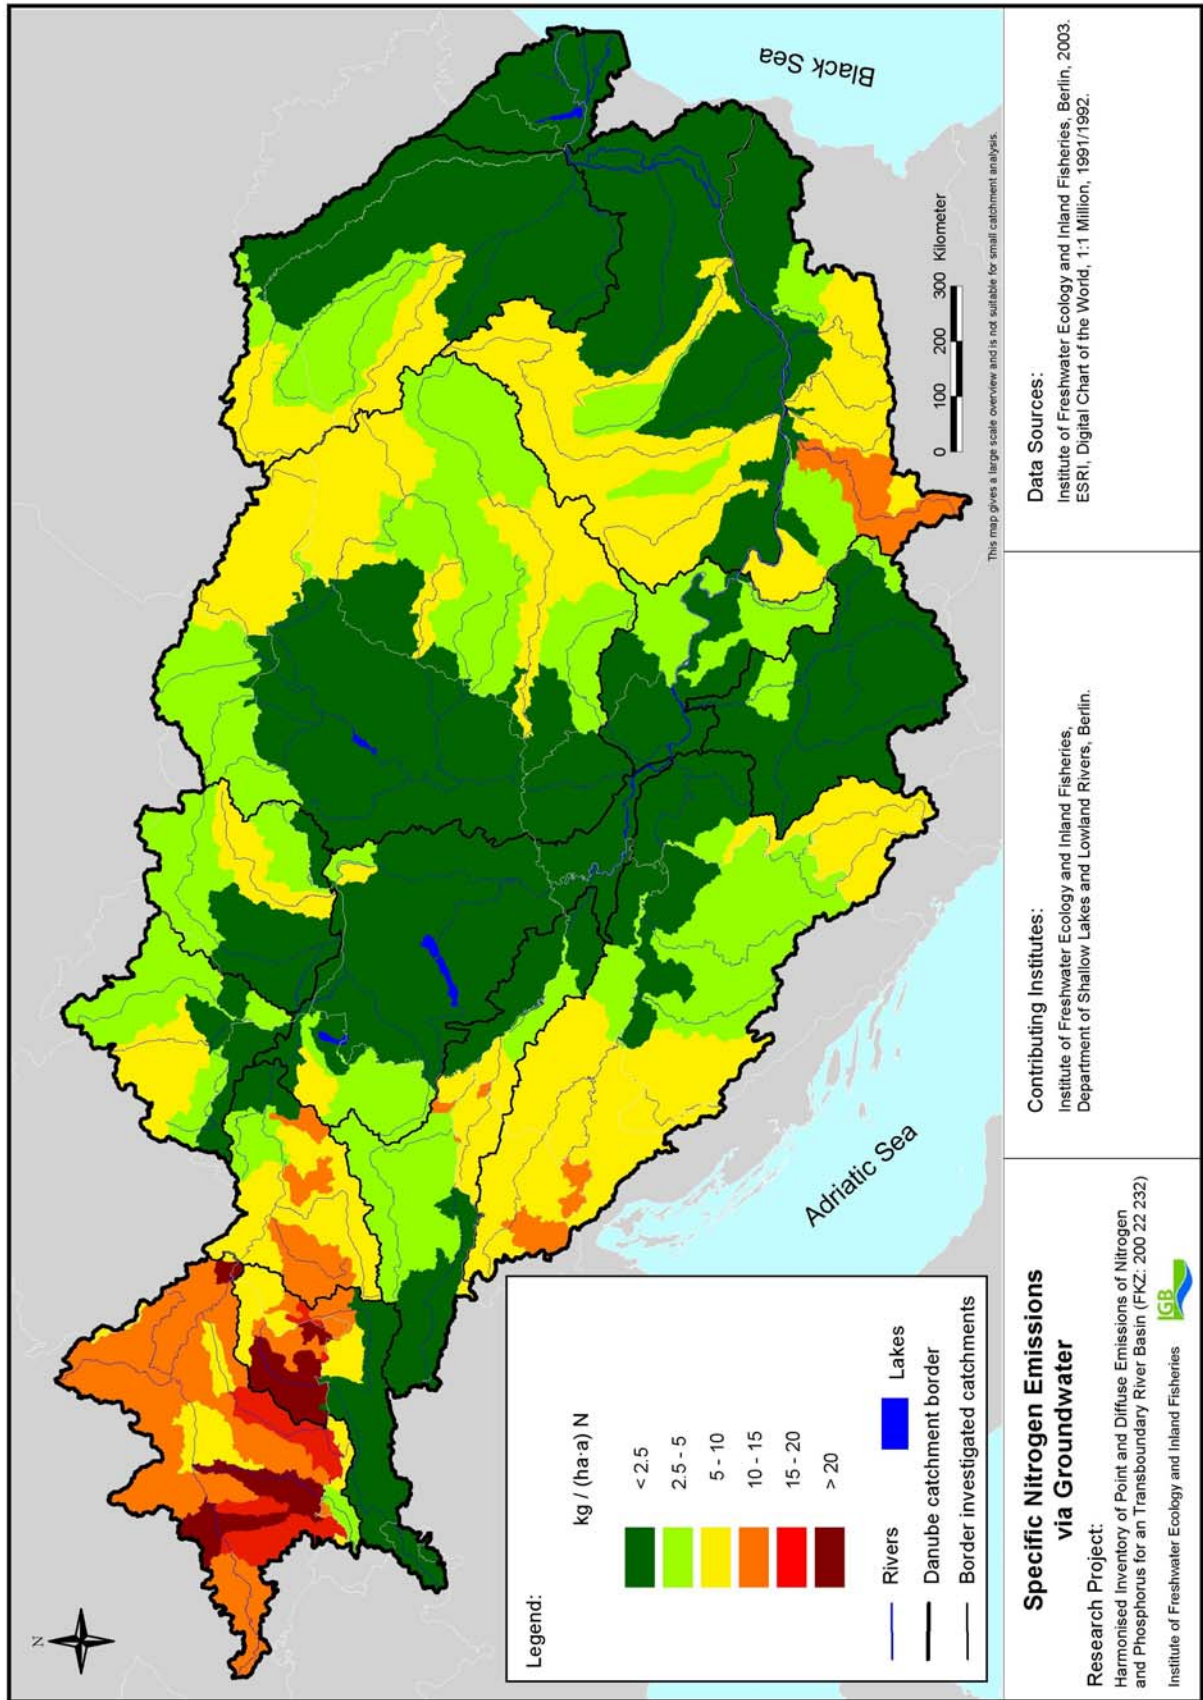 N
Black Sea
Adriatic Sea
0 100 200 300 Kilometer
This map gives a large scale overview and is not suitable for small catchment analysis.
Legend:
kg / (ha·a) N
< 2.5
2.5 - 5
5 - 10
10 - 15
15 - 20
> 20
Rivers
Lakes
Danube catchment border
Border investigated catchments
Specific Nitrogen Emissions
via Groundwater
Research Project:
Harmonised Inventory of Point and Diffuse Emissions of Nitrogen
and Phosphorus for an Transboundary River Basin (FKZ: 200 22 232)
Institute of Freshwater Ecology and Inland Fisheries
IGB
Contributing Institutes:
Institute of Freshwater Ecology and Inland Fisheries,
Department of Shallow Lakes and Lowland Rivers, Berlin.
Data Sources:
Institute of Freshwater Ecology and Inland Fisheries, Berlin, 2003.
ESRI, Digital Chart of the World, 1:1 Million, 1991/1992.